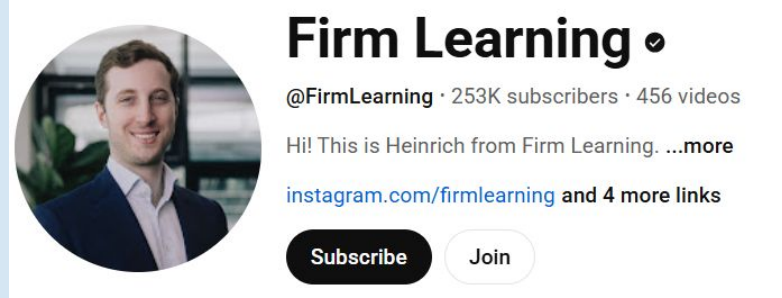 Firm Learning
@FirmLearning · 253K subscribers · 456 videos
Hi! This is Heinrich from Firm Learning. ...more
instagram.com/firmlearning and 4 more links
Subscribe Join